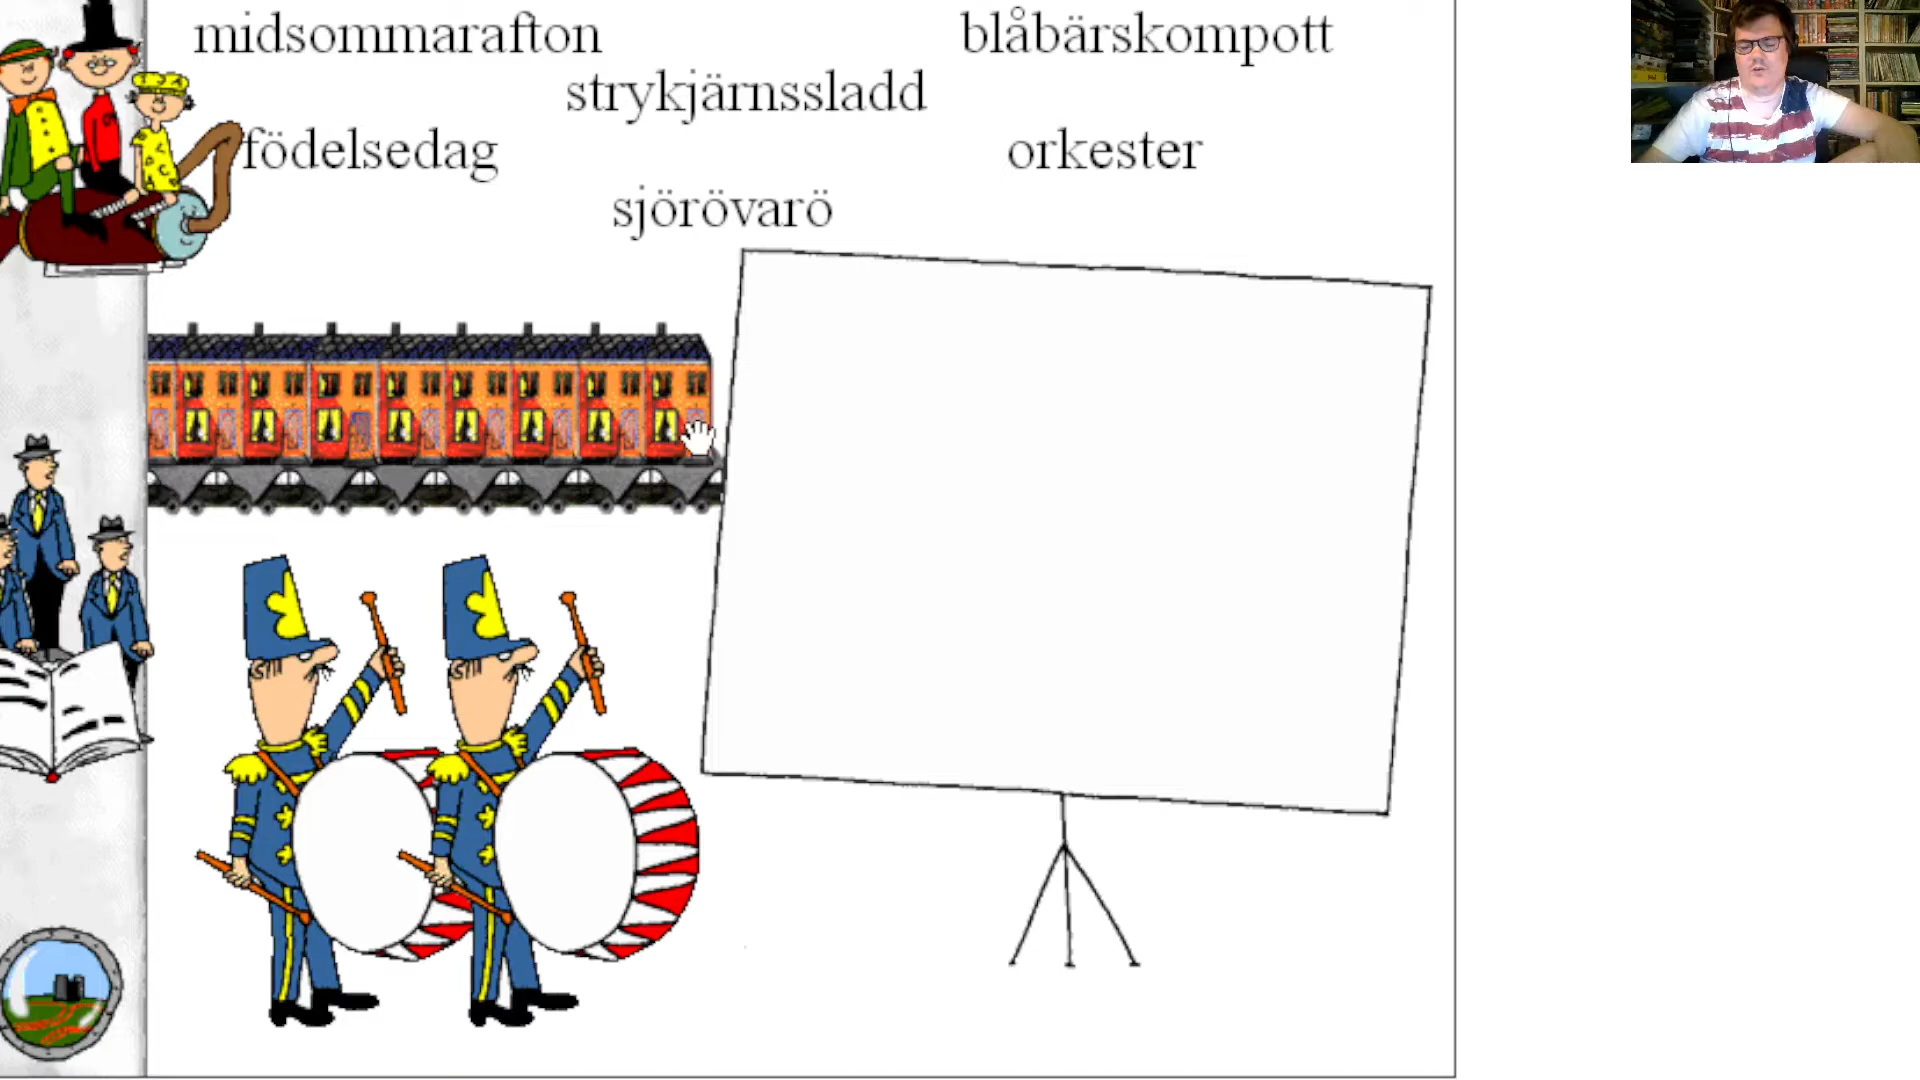 midsommarafton
blåbärskompott
strykjärnssladd
födelsedag
orkester
sjörövarö